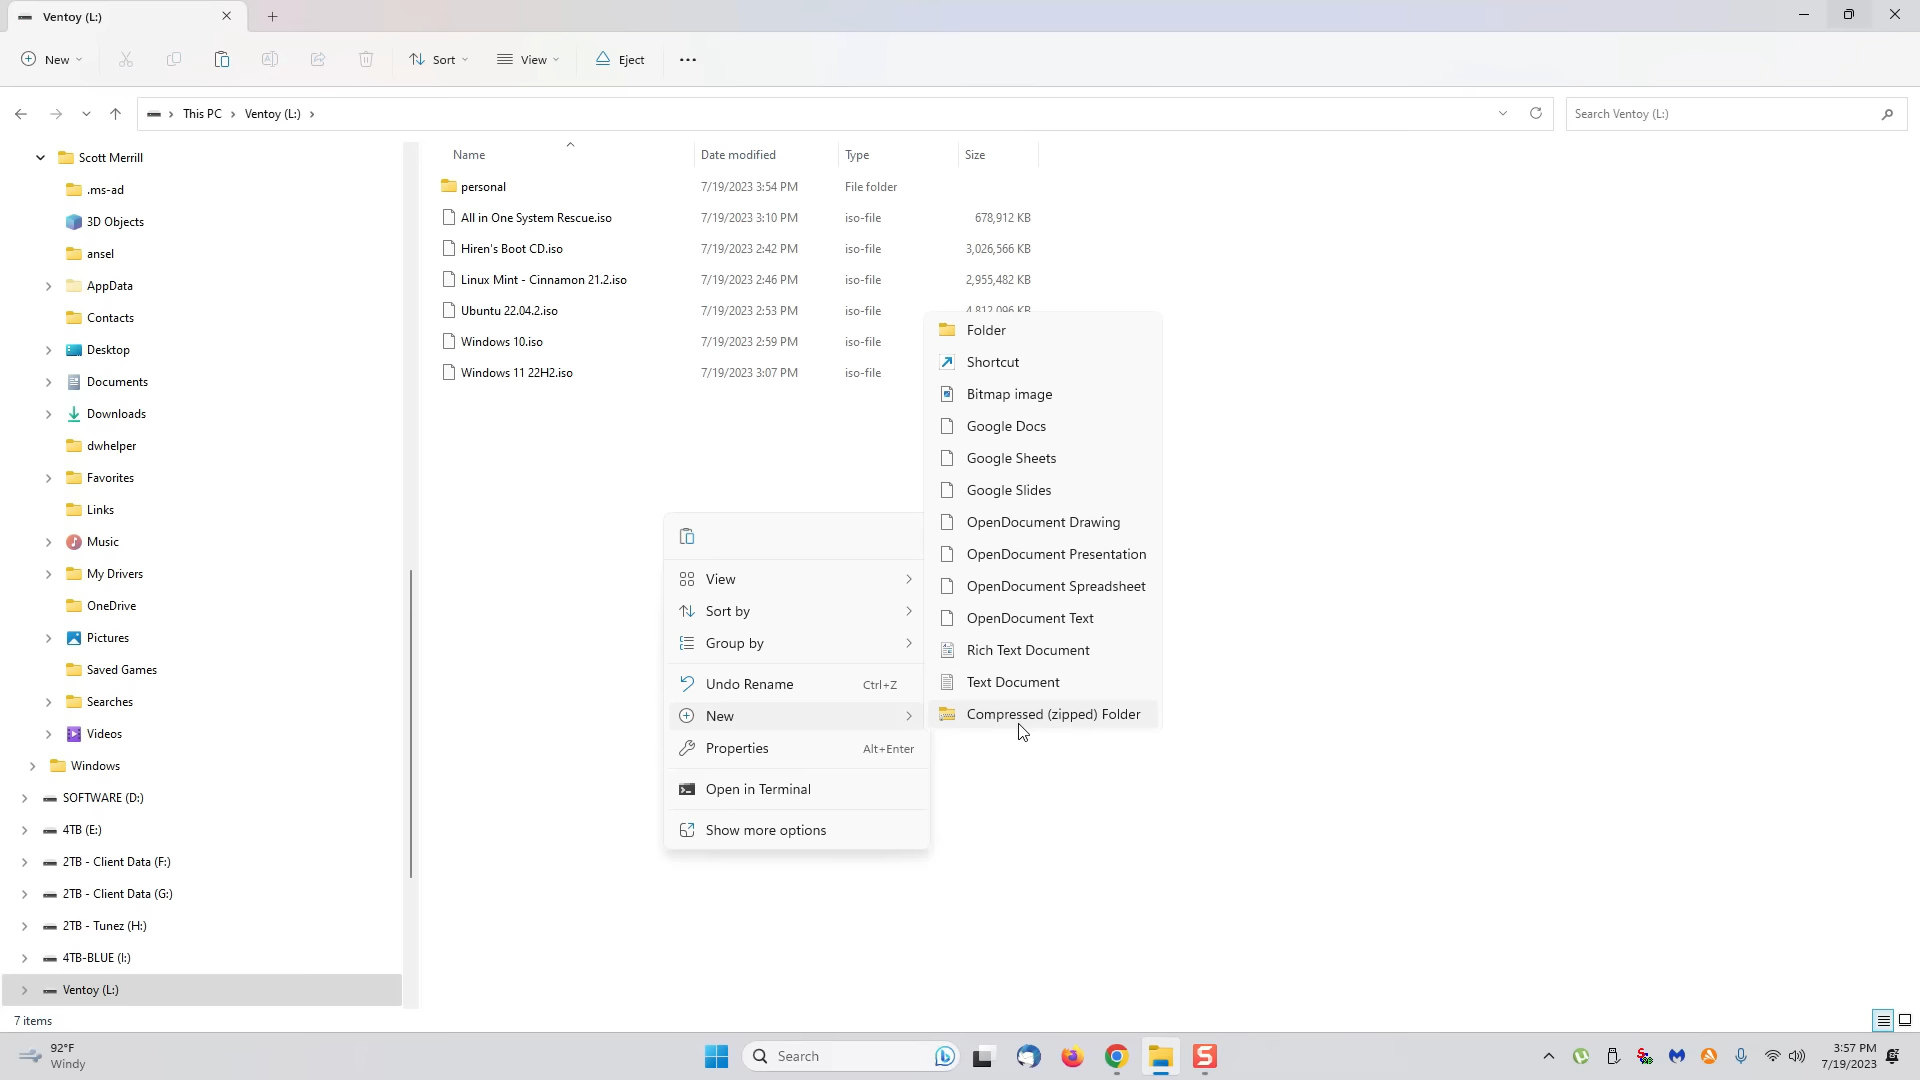 Ventoy (L:)
New
Sort
View
Eject
This PC
Ventoy (L:)
Search Ventoy (L:)
Scott Merrill
.ms-ad
3D Objects
ansel
AppData
Contacts
Desktop
Documents
Downloads
dwhelper
Favorites
Links
Music
My Drivers
OneDrive
Pictures
Saved Games
Searches
Videos
Windows
SOFTWARE (D:)
4TB (E:)
2TB - Client Data (F:)
2TB - Client Data (G:)
2TB - Tunez (H:)
4TB-BLUE (I:)
Ventoy (L:)
Name Date modified Type Size
personal 7/19/2023 3:54 PM File folder
All in One System Rescue.iso 7/19/2023 3:10 PM iso-file 678,912 KB
Hiren's Boot CD.iso 7/19/2023 2:42 PM iso-file 3,026,566 KB
Linux Mint - Cinnamon 21.2.iso 7/19/2023 2:46 PM iso-file 2,955,482 KB
Ubuntu 22.04.2.iso 7/19/2023 2:53 PM iso-file 4,812,096 KB
Windows 10.iso 7/19/2023 2:59 PM iso-file
Windows 11 22H2.iso 7/19/2023 3:07 PM iso-file
View
Sort by
Group by
Undo Rename Ctrl+Z
New
Properties Alt+Enter
Open in Terminal
Show more options
Folder
Shortcut
Bitmap image
Google Docs
Google Sheets
Google Slides
OpenDocument Drawing
OpenDocument Presentation
OpenDocument Spreadsheet
OpenDocument Text
Rich Text Document
Text Document
Compressed (zipped) Folder
7 items
92°F
Windy
Search
3:57 PM
7/19/2023